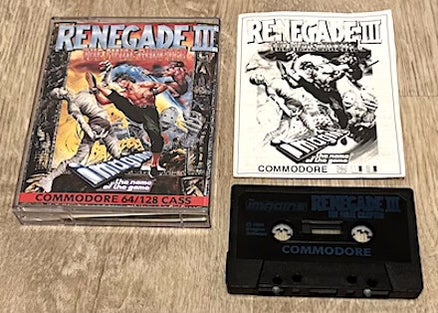 RENEGADE III
THE FINAL CHAPTER
Imagine
...the name
of the game
COMMODORE 64/128 CASS
RENEGADE III
THE FINAL CHAPTER
Imagine
...the name
of the game
COMMODORE
imagine
RENEGADE III
THE FINAL CHAPTER
COMMODORE